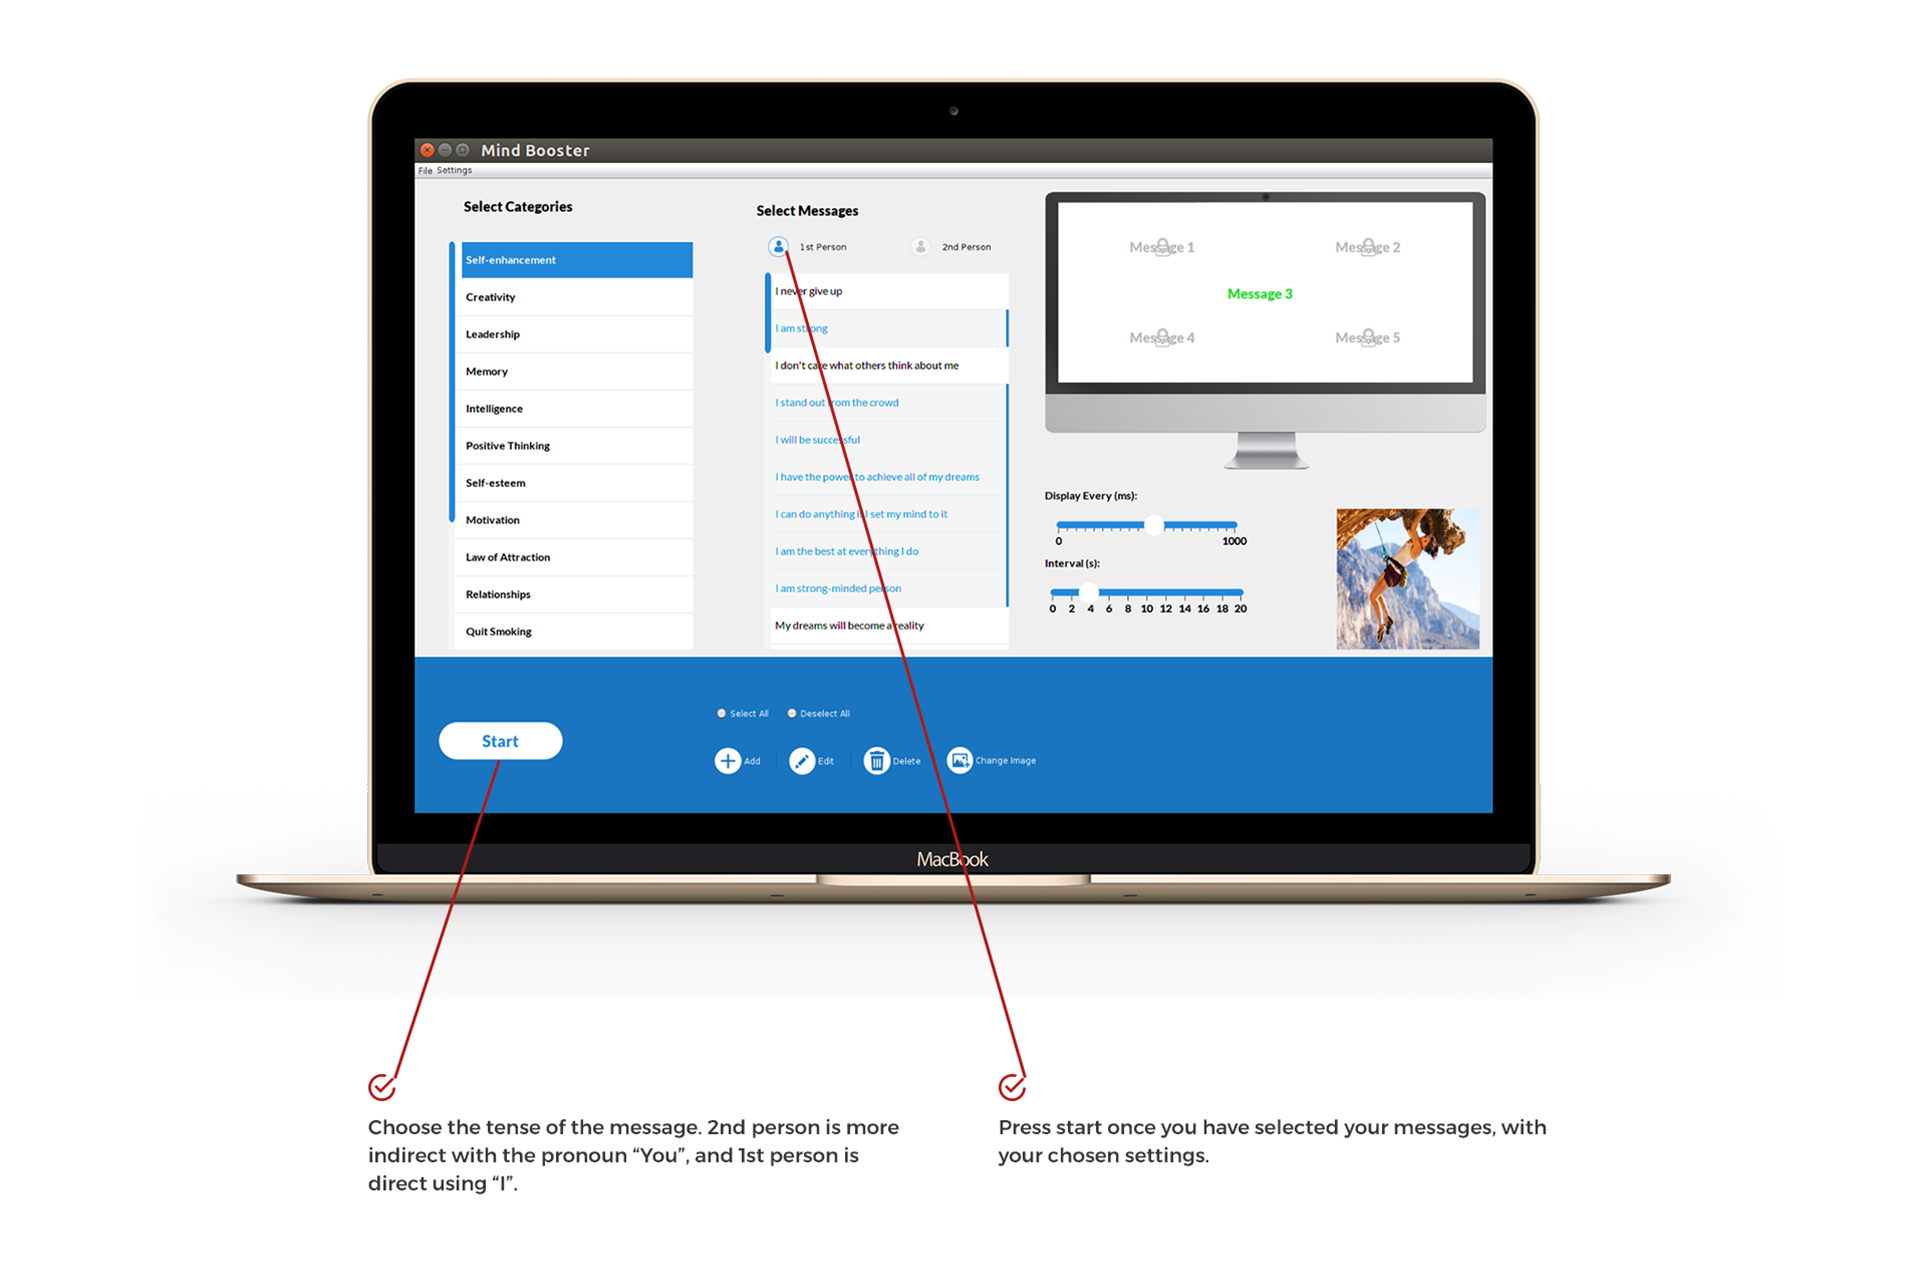 Mind Booster
File Settings
Select Categories
Self-enhancement
Creativity
Leadership
Memory
Intelligence
Positive Thinking
Self-esteem
Motivation
Law of Attraction
Relationships
Quit Smoking
Select Messages
1st Person 2nd Person
I never give up
I am strong
I don't care what others think about me
I stand out from the crowd
I will be successful
I have the power to achieve all of my dreams
I can do anything if I set my mind to it
I am the best at everything I do
I am strong-minded person
My dreams will become a reality
Message 1 Message 2
Message 3
Message 4 Message 5
Display Every (ms):
0 1000
Interval (s):
0 2 4 6 8 10 12 14 16 18 20
Start
Select All Deselect All
Add Edit Delete Change Image
MacBook
Choose the tense of the message. 2nd person is more
indirect with the pronoun “You”, and 1st person is
direct using “I”.
Press start once you have selected your messages, with
your chosen settings.